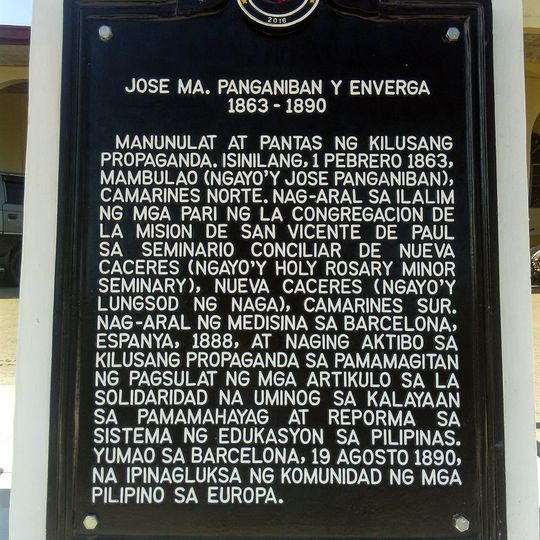 2016
JOSE MA. PANGANIBAN Y ENVERGA
1863 - 1890
MANUNULAT AT PANTAS NG KILUSANG
PROPAGANDA. ISINILANG, 1 PEBRERO 1863,
MAMBULAO (NGAYO'Y JOSE PANGANIBAN),
CAMARINES NORTE. NAG-ARAL SA ILALIM
NG MGA PARI NG LA CONGREGACION DE
LA MISION DE SAN VICENTE DE PAUL
SA SEMINARIO CONCILIAR DE NUEVA
CACERES (NGAYO'Y HOLY ROSARY MINOR
SEMINARY), NUEVA CACERES (NGAYO'Y
LUNGSOD NG NAGA), CAMARINES SUR.
NAG-ARAL NG MEDISINA SA BARCELONA,
ESPANYA, 1888, AT NAGING AKTIBO SA
KILUSANG PROPAGANDA SA PAMAMAGITAN
NG PAGSULAT NG MGA ARTIKULO SA LA
SOLIDARIDAD NA UMINOG SA KALAYAAN
SA PAMAMAHAYAG AT REPORMA SA
SISTEMA NG EDUKASYON SA PILIPINAS.
YUMAO SA BARCELONA, 19 AGOSTO 1890,
NA IPINAGLUKSA NG KOMUNIDAD NG MGA
PILIPINO SA EUROPA.